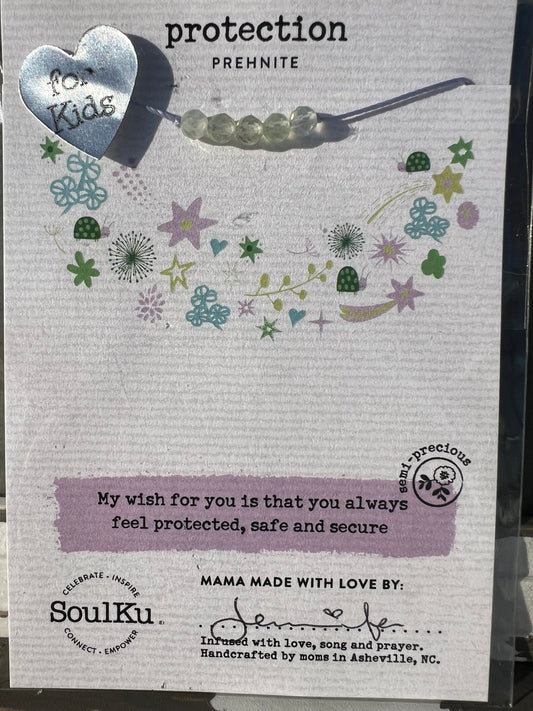 protection
PREHNITE
for
Kids
semi-precious
My wish for you is that you always
feel protected, safe and secure
CELEBRATE • INSPIRE
SoulKu
CONNECT • EMPOWER
MAMA MADE WITH LOVE BY:
Jennife
Infused with love, song and prayer.
Handcrafted by moms in Asheville, NC.